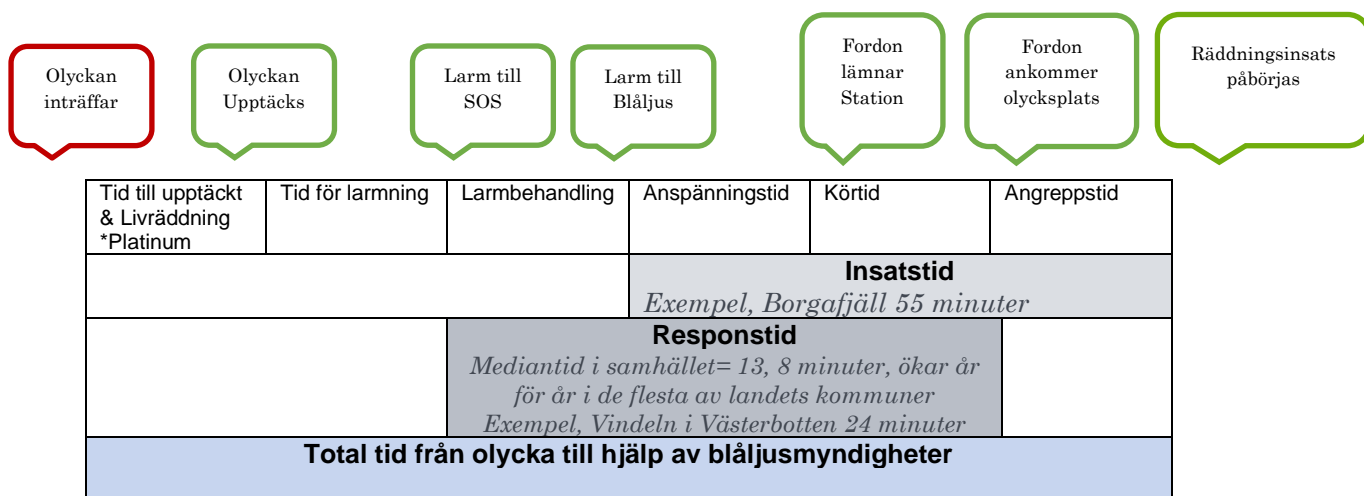 Olyckan
inträffar
Olyckan
Upptäcks
Larm till
SOS
Larm till
Blåljus
Fordon
lämnar
Station
Fordon
ankommer
olycksplats
Räddningsinsats
påbörjas
Tid till upptäckt
& Livräddning
*Platinum
Tid för larmning
Larmbehandling
Anspänningstid
Körtid
Angreppstid
Insatstid
Exempel, Borgafjäll 55 minuter
Responstid
Mediantid i samhället= 13, 8 minuter, ökar år
för år i de flesta av landets kommuner
Exempel, Vindeln i Västerbotten 24 minuter
Total tid från olycka till hjälp av blåljusmyndigheter